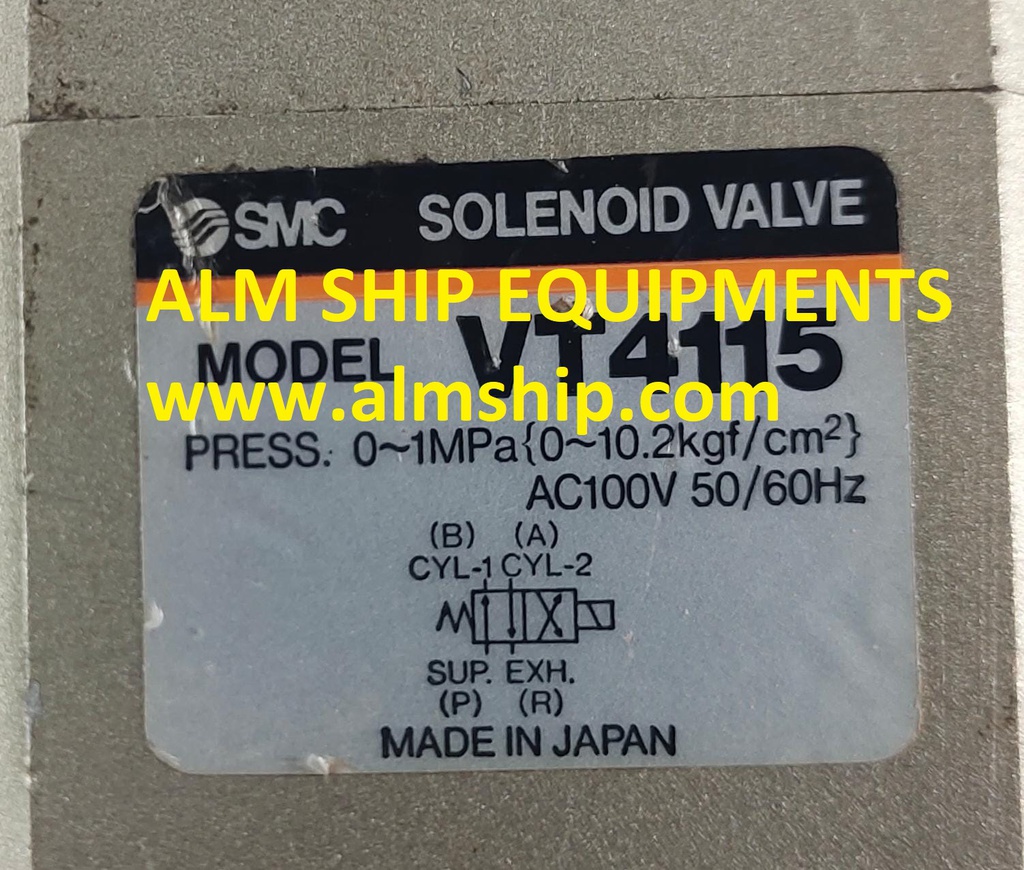 SMC SOLENOID VALVE
ALM SHIP EQUIPMENTS
MODEL VT4115
www.almship.com
PRESS. 0~1MPa{0~10.2kgf/cm²}
AC100V 50/60Hz
(B) (A)
CYL-1 CYL-2
SUP. EXH.
(P) (R)
MADE IN JAPAN